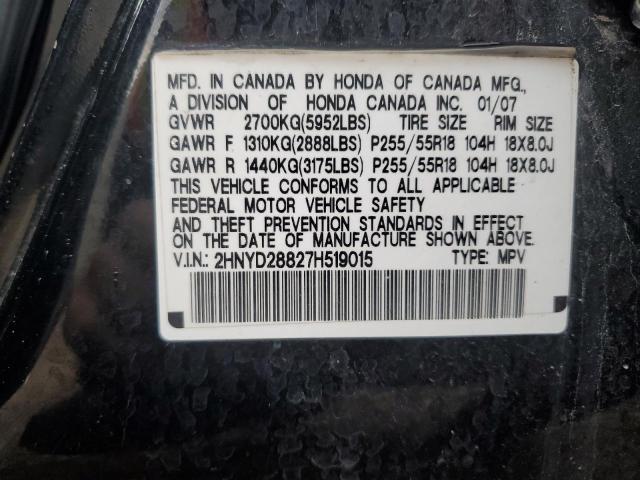 MFD. IN CANADA BY HONDA OF CANADA MFG.,
A DIVISION OF HONDA CANADA INC. 01/07
GVWR 2700KG(5952LBS) TIRE SIZE RIM SIZE
GAWR F 1310KG(2888LBS) P255/55R18 104H 18X8.0J
GAWR R 1440KG(3175LBS) P255/55R18 104H 18X8.0J
THIS VEHICLE CONFORMS TO ALL APPLICABLE
FEDERAL MOTOR VEHICLE SAFETY
AND THEFT PREVENTION STANDARDS IN EFFECT
ON THE DATE OF MANUFACTURE SHOWN ABOVE.
V.I.N.: 2HNYD28827H519015 TYPE: MPV